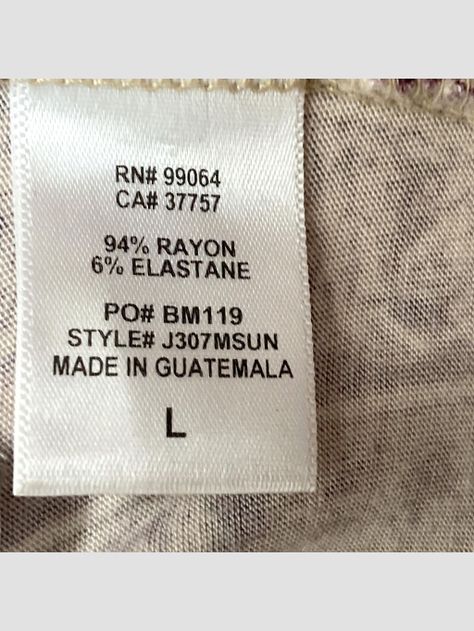 RN# 99064
CA# 37757
94% RAYON
6% ELASTANE
PO# BM119
STYLE# J307MSUN
MADE IN GUATEMALA
L